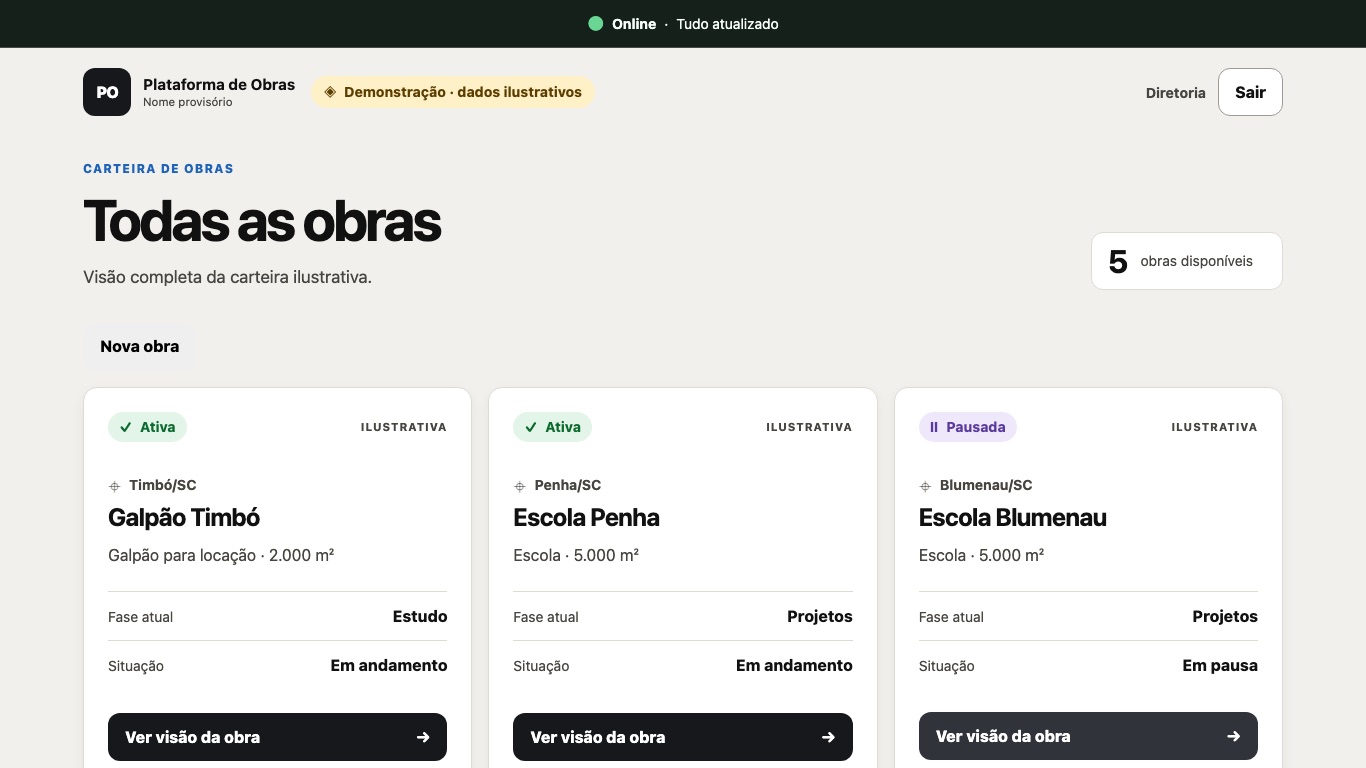 Online · Tudo atualizado
PO
Plataforma de Obras
Nome provisório
Demonstração · dados ilustrativos
Diretoria
Sair
CARTEIRA DE OBRAS
Todas as obras
Visão completa da carteira ilustrativa.
5 obras disponíveis
Nova obra
Ativa
ILUSTRATIVA
Timbó/SC
Galpão Timbó
Galpão para locação · 2.000 m²
Fase atual Estudo
Situação Em andamento
Ver visão da obra →
Ativa
ILUSTRATIVA
Penha/SC
Escola Penha
Escola · 5.000 m²
Fase atual Projetos
Situação Em andamento
Ver visão da obra →
Pausada
ILUSTRATIVA
Blumenau/SC
Escola Blumenau
Escola · 5.000 m²
Fase atual Projetos
Situação Em pausa
Ver visão da obra →